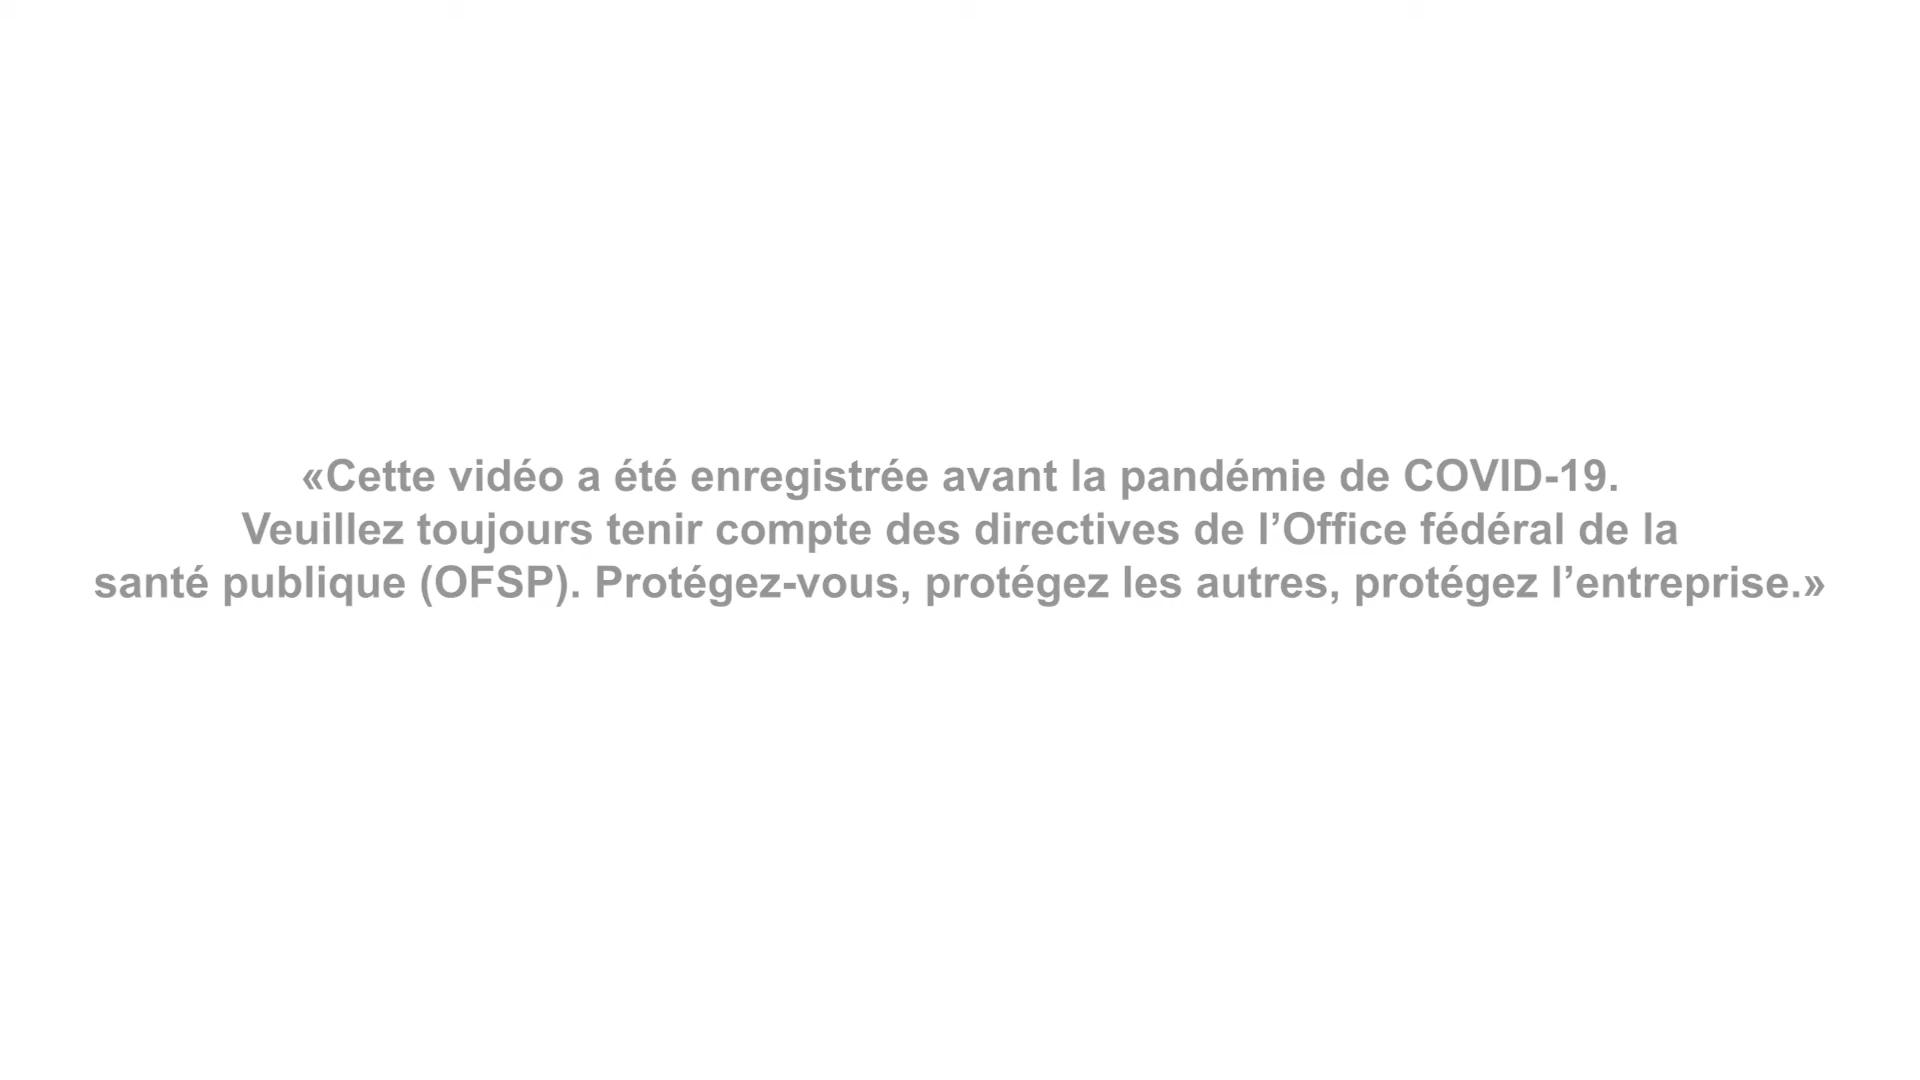 «Cette vidéo a été enregistrée avant la pandémie de COVID-19.
Veuillez toujours tenir compte des directives de l’Office fédéral de la
santé publique (OFSP). Protégez-vous, protégez les autres, protégez l’entreprise.»